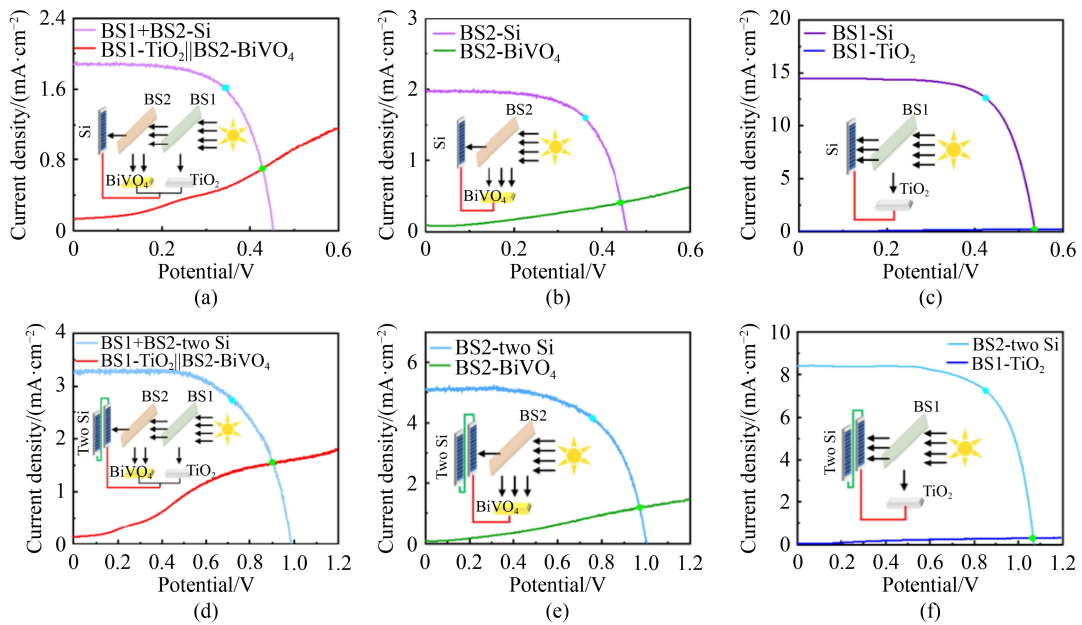 Current density/(mA·cm⁻²)
2.4
1.6
0.8
0
BS1+BS2-Si
BS1-TiO₂||BS2-BiVO₄
BS2
BS1
Si
BiVO₄
TiO₂
0
0.2
0.4
0.6
Potential/V
(a)
Current density/(mA·cm⁻²)
3
2
1
0
BS2-Si
BS2-BiVO₄
BS2
Si
BiVO₄
0
0.2
0.4
0.6
Potential/V
(b)
Current density/(mA·cm⁻²)
20
15
10
5
0
BS1-Si
BS1-TiO₂
BS1
Si
TiO₂
0
0.2
0.4
0.6
Potential/V
(c)
Current density/(mA·cm⁻²)
4
3
2
1
0
BS1+BS2-two Si
BS1-TiO₂||BS2-BiVO₄
BS2
BS1
Two Si
BiVO₄
TiO₂
0
0.2
0.4
0.6
0.8
1.0
1.2
Potential/V
(d)
Current density/(mA·cm⁻²)
6
4
2
0
BS2-two Si
BS2-BiVO₄
BS2
Two Si
BiVO₄
0
0.2
0.4
0.6
0.8
1.0
1.2
Potential/V
(e)
Current density/(mA·cm⁻²)
10
8
6
4
2
0
BS2-two Si
BS1-TiO₂
BS1
Two Si
TiO₂
0
0.2
0.4
0.6
0.8
1.0
1.2
Potential/V
(f)